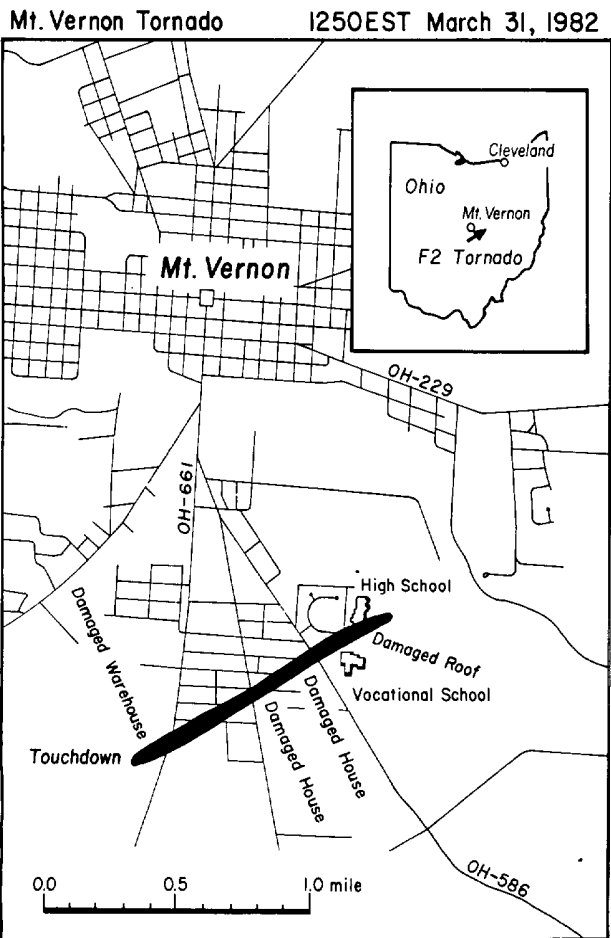 Mt. Vernon Tornado 1250EST March 31, 1982
Cleveland
Ohio
Mt. Vernon
F2 Tornado
Mt. Vernon
OH-229
OH-661
High School
Damaged Roof
Vocational School
Damaged Warehouse
Damaged House
Damaged House
Touchdown
OH-586
0.0 0.5 1.0 mile